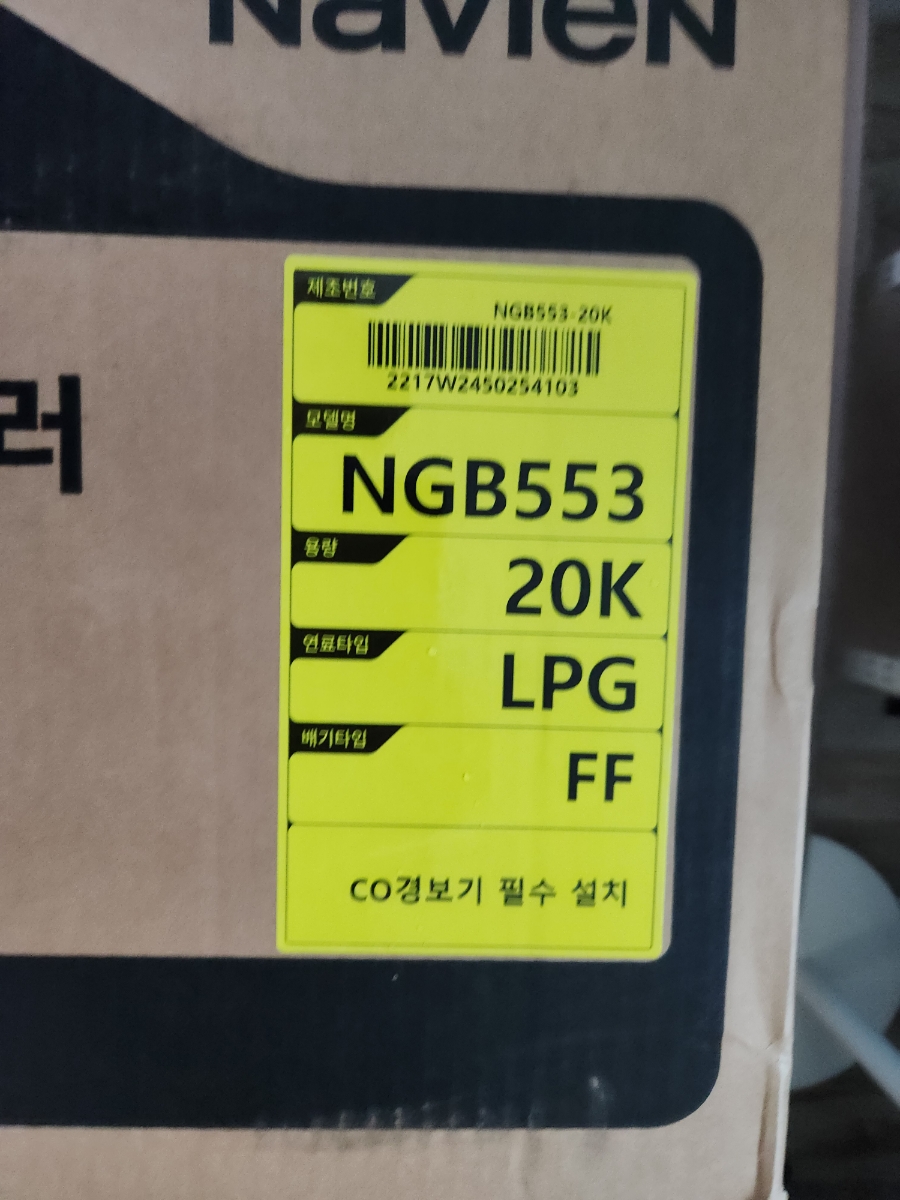 NavieN
러
제조번호
NGB553-20K
2217W2450254103
모델명
NGB553
용량
20K
연료타입
LPG
배기타입
FF
CO경보기 필수 설치